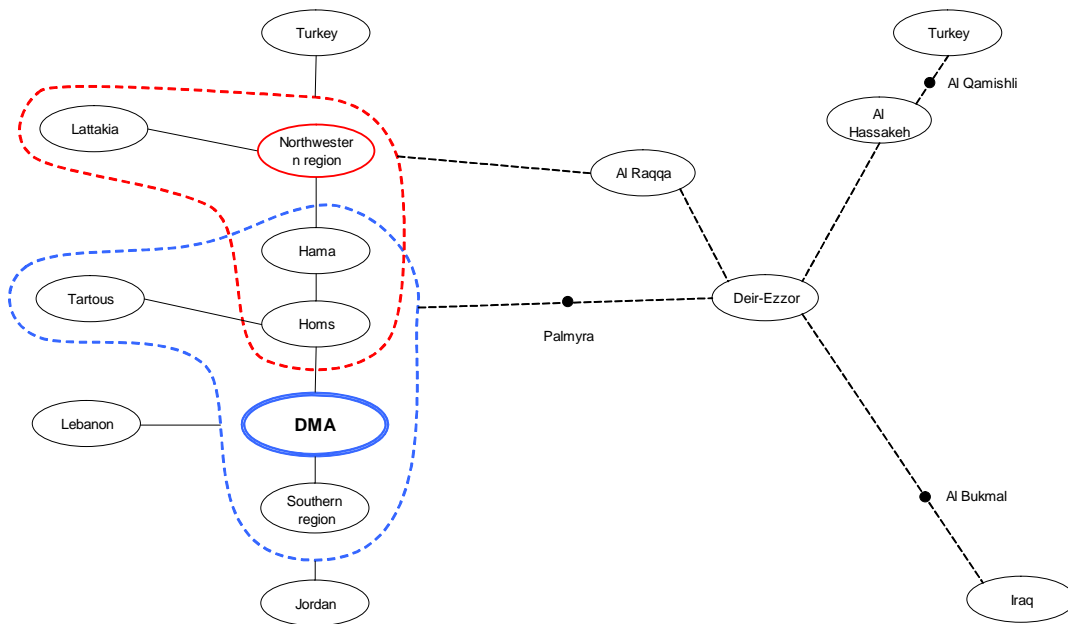 Turkey
Turkey
Al Qamishli
Lattakia
Northwester
n region
Al
Hassakeh
Al Raqqa
Hama
Tartous
Deir-Ezzor
Homs
Palmyra
Lebanon
DMA
Southern
region
Al Bukmal
Jordan
Iraq